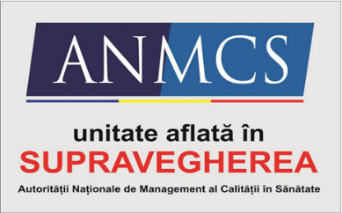 ANMCS
unitate aflată în
SUPRAVEGHEREA
Autorității Naționale de Management al Calității în Sănătate